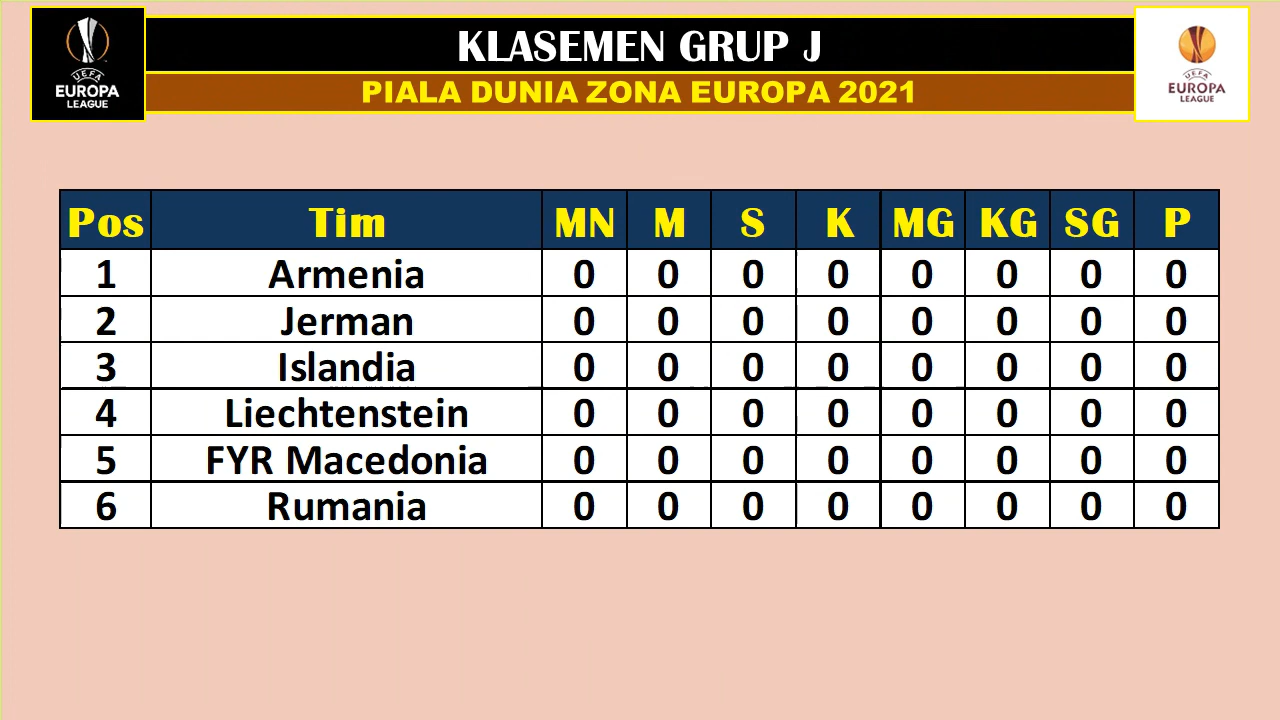 KLASEMEN GRUP J
PIALA DUNIA ZONA EUROPA 2021
UEFA
EUROPA
LEAGUE
UEFA
EUROPA
LEAGUE
Pos Tim MN M S K MG KG SG P
1 Armenia 0 0 0 0 0 0 0 0
2 Jerman 0 0 0 0 0 0 0 0
3 Islandia 0 0 0 0 0 0 0 0
4 Liechtenstein 0 0 0 0 0 0 0 0
5 FYR Macedonia 0 0 0 0 0 0 0 0
6 Rumania 0 0 0 0 0 0 0 0